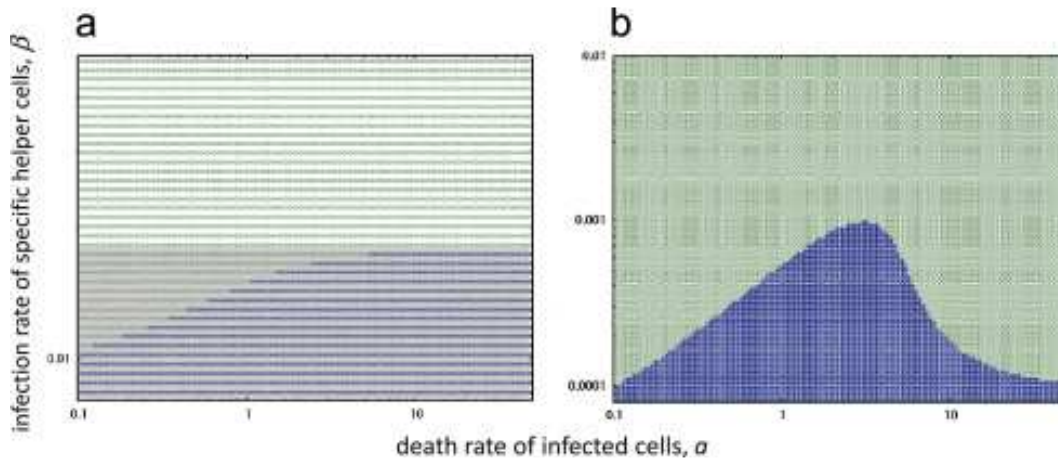 a
b
infection rate of specific helper cells, β
0.01
0.1
1
10
0.01
0.001
0.0001
0.1
1
10
death rate of infected cells, a